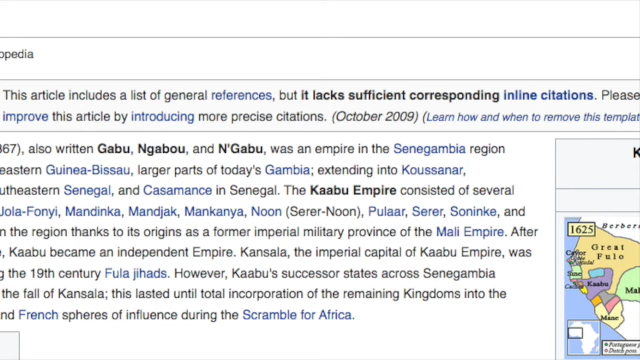 opedia
This article includes a list of general references, but it lacks sufficient corresponding inline citations. Please
improve this article by introducing more precise citations. (October 2009) (Learn how and when to remove this templat
867), also written Gabu, Ngabou, and N'Gabu, was an empire in the Senegambia region
eastern Guinea-Bissau, larger parts of today's Gambia; extending into Koussanar,
utheastern Senegal, and Casamance in Senegal. The Kaabu Empire consisted of several
Jola-Fonyi, Mandinka, Mandjak, Mankanya, Noon (Serer-Noon), Pulaar, Serer, Soninke, and
n the region thanks to its origins as a former imperial military province of the Mali Empire. After
, Kaabu became an independent Empire. Kansala, the imperial capital of Kaabu Empire, was
g the 19th century Fula jihads. However, Kaabu's successor states across Senegambia
the fall of Kansala; this lasted until total incorporation of the remaining Kingdoms into the
nd French spheres of influence during the Scramble for Africa.
K
1625
Berber
Great
Fulo
Cayor
Sine
Kaabu
Mal
Mane
Portuguese
Dutch poss